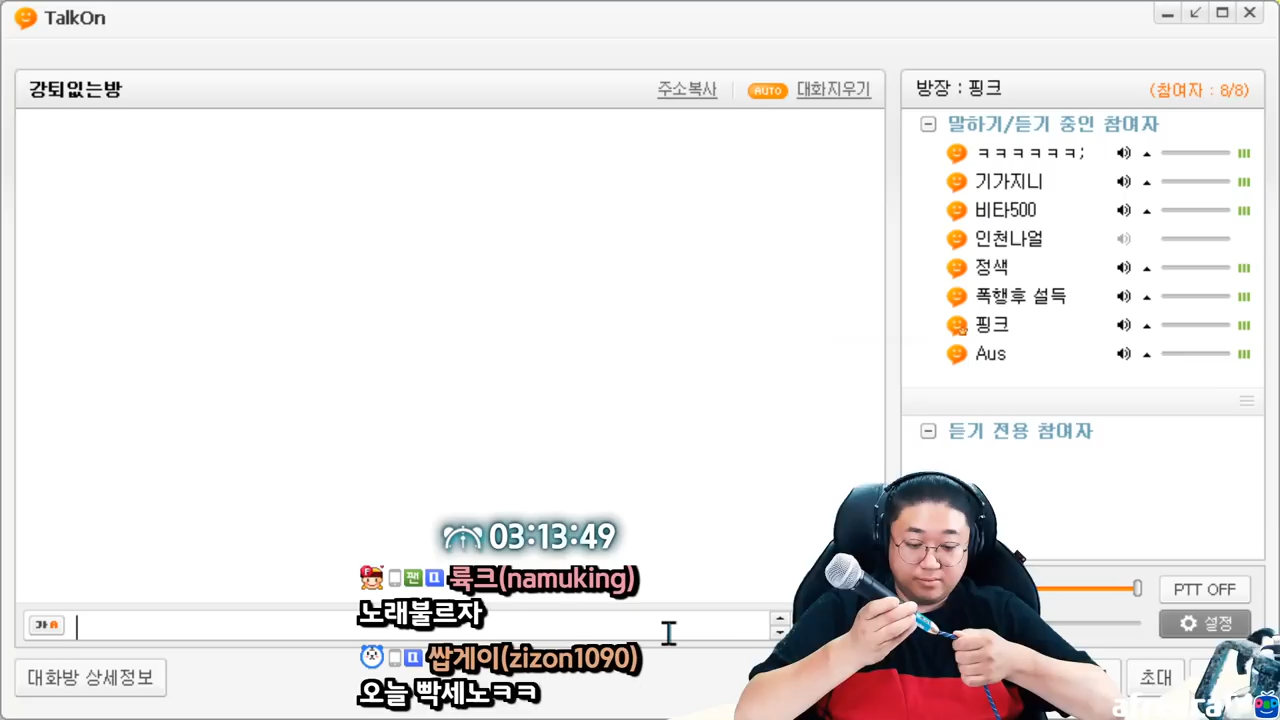 TalkOn
강퇴있는방
주소복사
AUTO
대화지우기
방장 : 핑크
(참여자 : 8/8)
말하기/듣기 중인 참여자
ㅋㅋㅋㅋㅋㅋ;
기가지니
비타500
인천나얼
정색
폭행후 설득
핑크
Aus
듣기 전용 참여자
03:13:49
팬
룩크(namuking)
노래불르자
쌉게이(zizon1090)
오늘 빡세노ㅋㅋ
가A
대화방 상세정보
PTT OFF
설정
초대